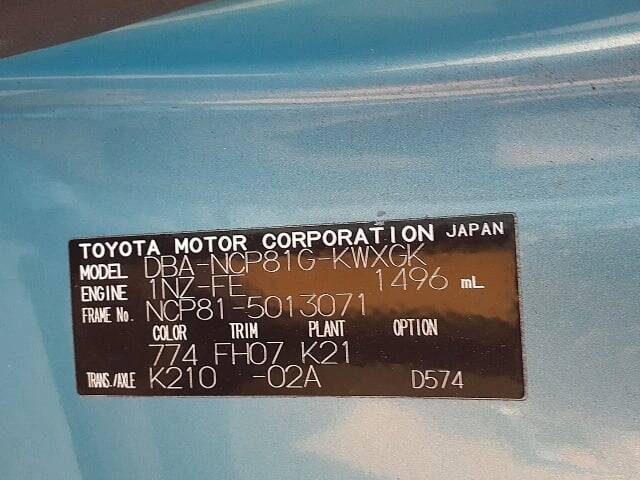 TOYOTA MOTOR CORPORATION JAPAN
MODEL DBA-NCP81G-KWXGK
ENGINE 1NZ-FE 1496 mL
FRAME No. NCP81-5013071
COLOR TRIM PLANT OPTION
774 FH07 K21
TRANS./AXLE K210 -02A D574